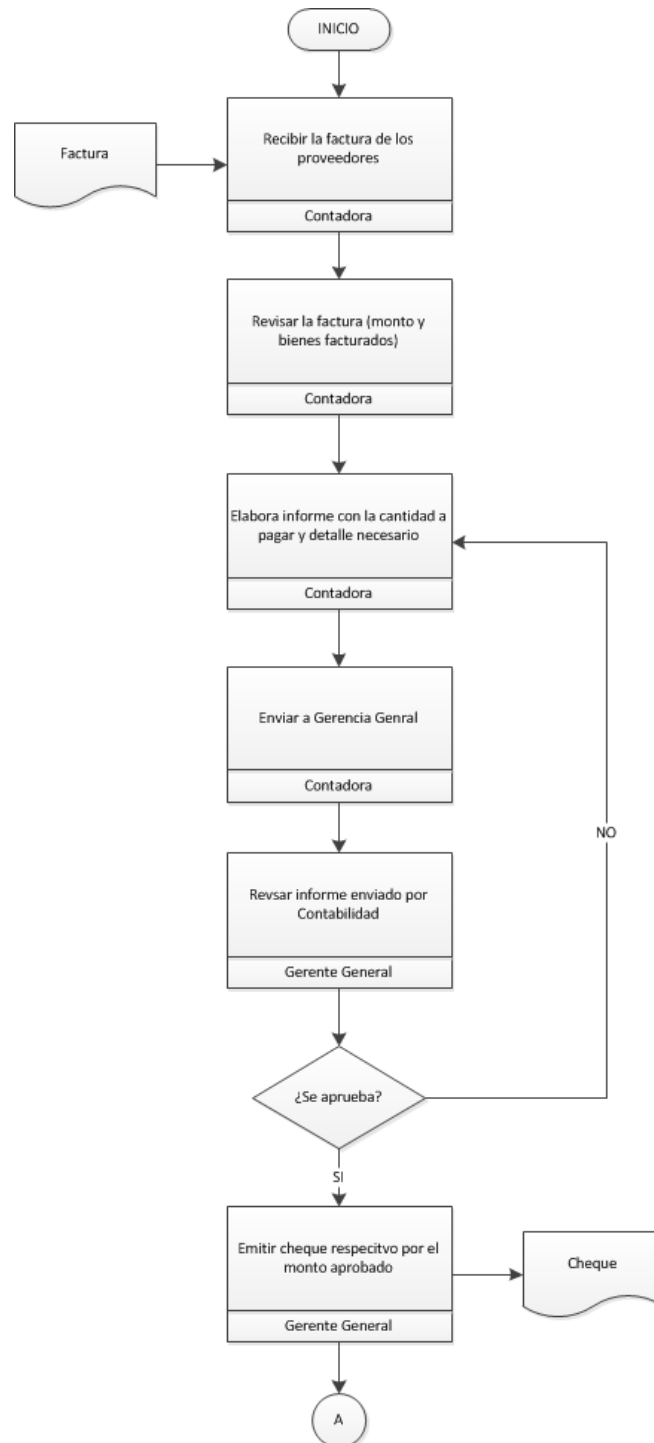 INICIO
Factura
Recibir la factura de los
proveedores
Contadora
Revisar la factura (monto y
bienes facturados)
Contadora
Elabora informe con la cantidad a
pagar y detalle necesario
Contadora
Enviar a Gerencia Genral
Contadora
NO
Revsar informe enviado por
Contabilidad
Gerente General
¿Se aprueba?
SI
Emitir cheque respecitvo por el
monto aprobado
Cheque
Gerente General
A